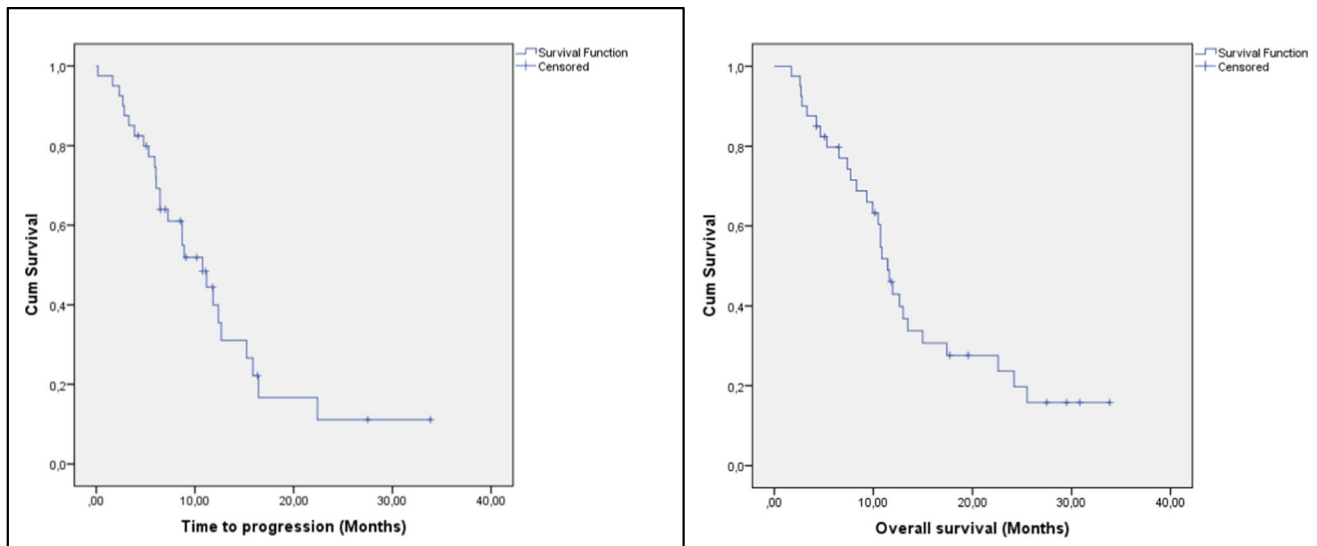 Survival Function
Censored
1,0
0,8
0,6
0,4
0,2
0,0
Cum Survival
,00
10,00
20,00
30,00
40,00
Time to progression (Months)
Survival Function
Censored
1,0
0,8
0,6
0,4
0,2
0,0
Cum Survival
,00
10,00
20,00
30,00
40,00
Overall survival (Months)